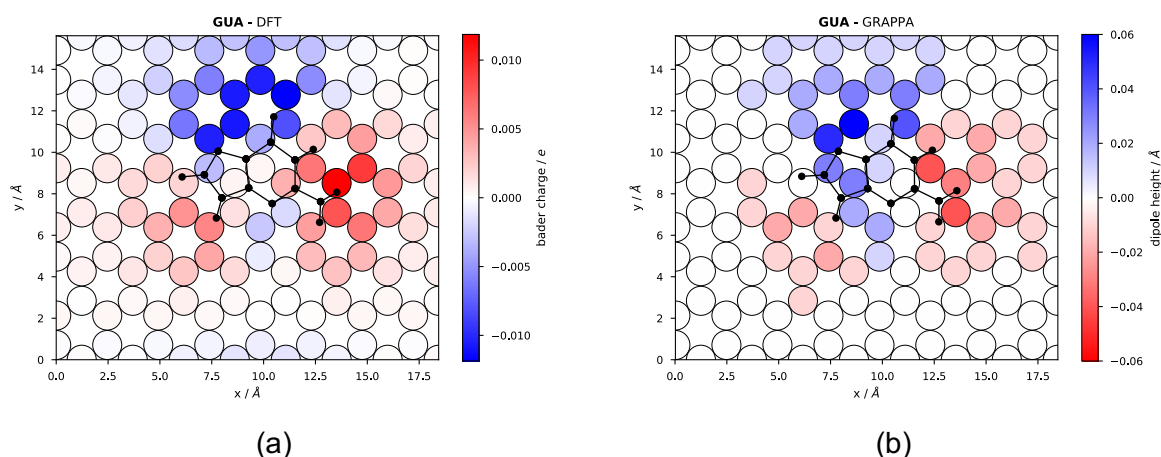 GUA - DFT
14
12
10
8
6
4
2
0
y / Å
0.0 2.5 5.0 7.5 10.0 12.5 15.0 17.5
x / Å
0.010
0.005
0.000
−0.005
−0.010
bader charge / e
(a)
GUA - GRAPPA
14
12
10
8
6
4
2
0
y / Å
0.0 2.5 5.0 7.5 10.0 12.5 15.0 17.5
x / Å
0.06
0.04
0.02
0.00
−0.02
−0.04
−0.06
dipole height / Å
(b)